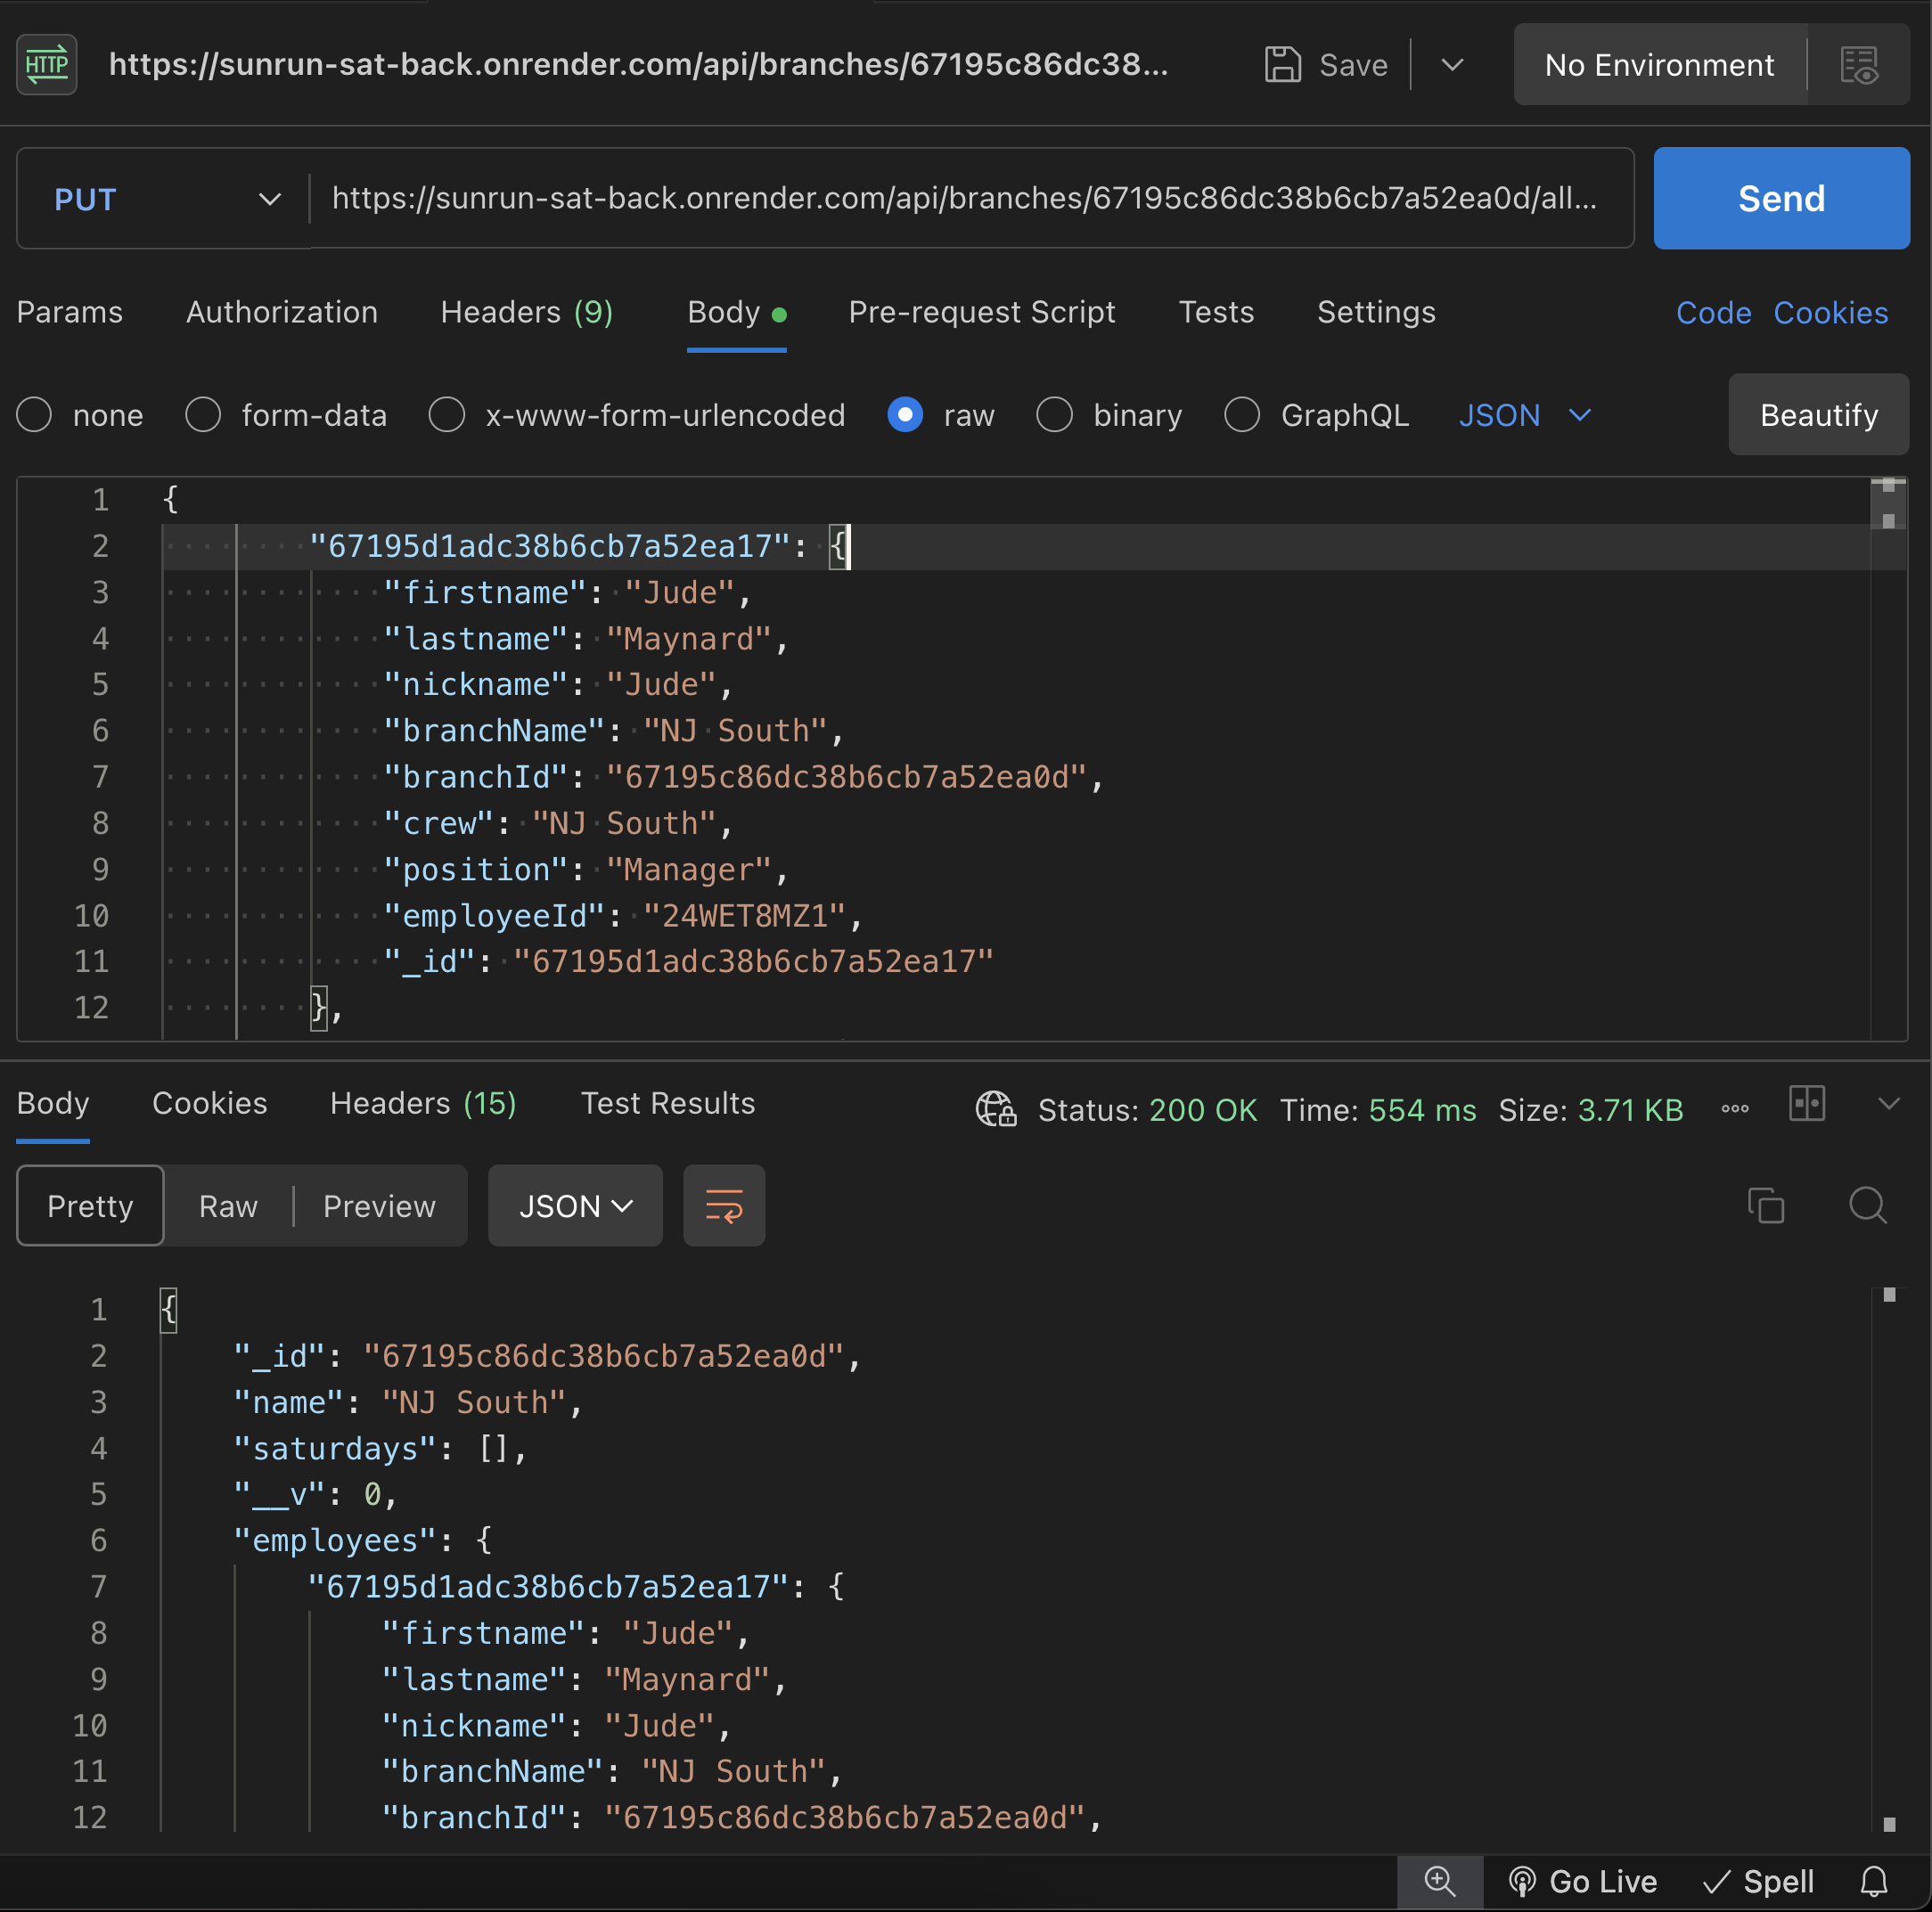 HTTP https://sunrun-sat-back.onrender.com/api/branches/67195c86dc38... Save No Environment
PUT https://sunrun-sat-back.onrender.com/api/branches/67195c86dc38b6cb7a52ea0d/all... Send
Params Authorization Headers (9) Body Pre-request Script Tests Settings Code Cookies
none form-data x-www-form-urlencoded raw binary GraphQL JSON Beautify
1 {
2 "67195d1adc38b6cb7a52ea17": {
3 "firstname": "Jude",
4 "lastname": "Maynard",
5 "nickname": "Jude",
6 "branchName": "NJ South",
7 "branchId": "67195c86dc38b6cb7a52ea0d",
8 "crew": "NJ South",
9 "position": "Manager",
10 "employeeId": "24WET8MZ1",
11 "_id": "67195d1adc38b6cb7a52ea17"
12 },
Body Cookies Headers (15) Test Results Status: 200 OK Time: 554 ms Size: 3.71 KB
Pretty Raw Preview JSON
1 {
2 "_id": "67195c86dc38b6cb7a52ea0d",
3 "name": "NJ South",
4 "saturdays": [],
5 "__v": 0,
6 "employees": {
7 "67195d1adc38b6cb7a52ea17": {
8 "firstname": "Jude",
9 "lastname": "Maynard",
10 "nickname": "Jude",
11 "branchName": "NJ South",
12 "branchId": "67195c86dc38b6cb7a52ea0d",
Go Live Spell